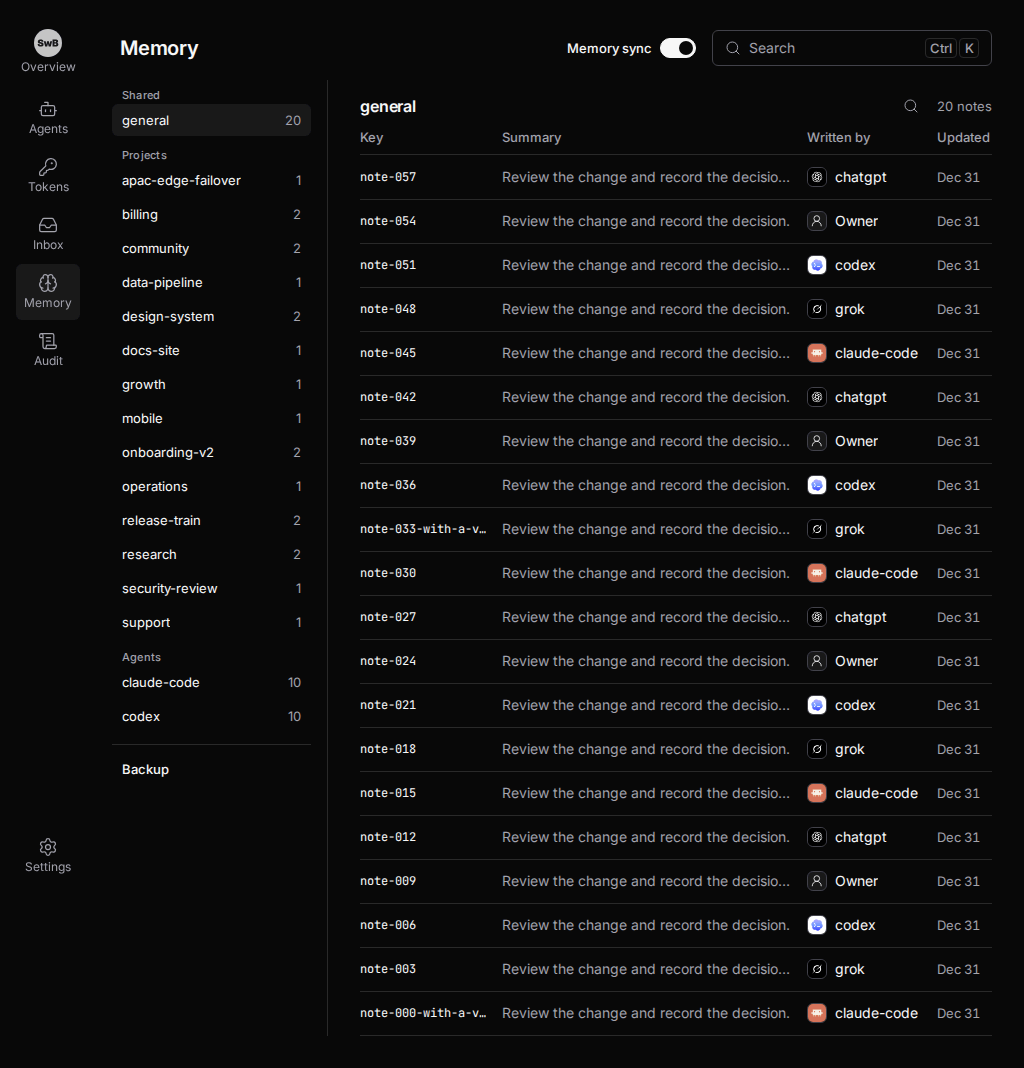 SwB
Overview
Agents
Tokens
Inbox
Memory
Audit
Settings
Memory
Memory sync
Search
Ctrl K
Shared
general 20
Projects
apac-edge-failover 1
billing 2
community 2
data-pipeline 1
design-system 2
docs-site 1
growth 1
mobile 1
onboarding-v2 2
operations 1
release-train 2
research 2
security-review 1
support 1
Agents
claude-code 10
codex 10
Backup
general
20 notes
Key Summary Written by Updated
note-057 Review the change and record the decisio... chatgpt Dec 31
note-054 Review the change and record the decision. Owner Dec 31
note-051 Review the change and record the decisio... codex Dec 31
note-048 Review the change and record the decisio... grok Dec 31
note-045 Review the change and record the decisio... claude-code Dec 31
note-042 Review the change and record the decision. chatgpt Dec 31
note-039 Review the change and record the decisio... Owner Dec 31
note-036 Review the change and record the decision. codex Dec 31
note-033-with-a-v... Review the change and record the decisio... grok Dec 31
note-030 Review the change and record the decision. claude-code Dec 31
note-027 Review the change and record the decisio... chatgpt Dec 31
note-024 Review the change and record the decision. Owner Dec 31
note-021 Review the change and record the decisio... codex Dec 31
note-018 Review the change and record the decision. grok Dec 31
note-015 Review the change and record the decisio... claude-code Dec 31
note-012 Review the change and record the decision. chatgpt Dec 31
note-009 Review the change and record the decisio... Owner Dec 31
note-006 Review the change and record the decision. codex Dec 31
note-003 Review the change and record the decisio... grok Dec 31
note-000-with-a-v... Review the change and record the decision. claude-code Dec 31